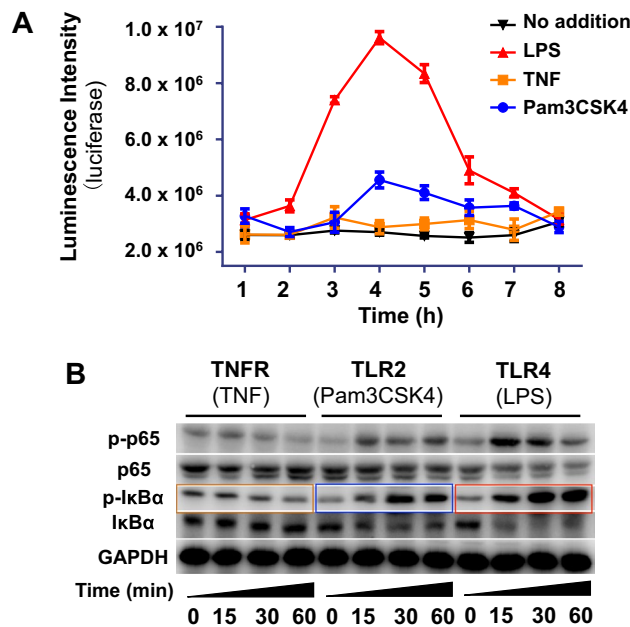 A
No addition
LPS
TNF
Pam3CSK4
Luminescence Intensity
(luciferase)
1.0 x 10⁷
8.0 x 10⁶
6.0 x 10⁶
4.0 x 10⁶
2.0 x 10⁶
1 2 3 4 5 6 7 8
Time (h)
B
TNFR TLR2 TLR4
(TNF) (Pam3CSK4) (LPS)
p-p65
p65
p-IκBα
IκBα
GAPDH
Time (min)
0 15 30 60 0 15 30 60 0 15 30 60